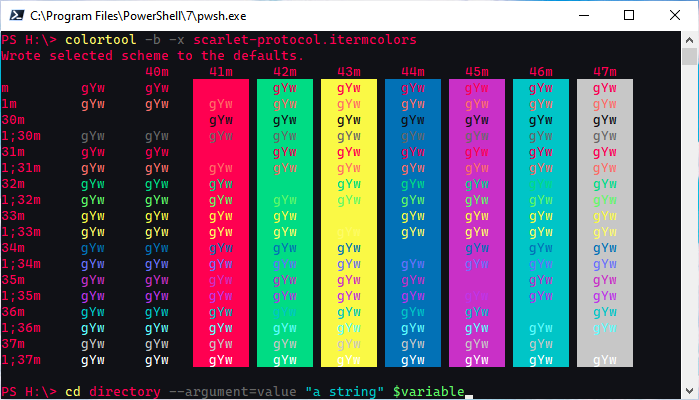 C:\Program Files\PowerShell\7\pwsh.exe
PS H:\> colortool -b -x scarlet-protocol.itermcolors
Wrote selected scheme to the defaults.
40m 41m 42m 43m 44m 45m 46m 47m
m gYw gYw gYw gYw gYw gYw gYw gYw
1m gYw gYw gYw gYw gYw gYw gYw gYw gYw
30m gYw gYw gYw gYw gYw gYw gYw
1;30m gYw gYw gYw gYw gYw gYw gYw gYw gYw
31m gYw gYw gYw gYw gYw gYw gYw gYw
1;31m gYw gYw gYw gYw gYw gYw gYw gYw gYw
32m gYw gYw gYw gYw gYw gYw gYw gYw
1;32m gYw gYw gYw gYw gYw gYw gYw gYw gYw
33m gYw gYw gYw gYw gYw gYw gYw gYw
1;33m gYw gYw gYw gYw gYw gYw gYw gYw gYw
34m gYw gYw gYw gYw gYw gYw gYw gYw
1;34m gYw gYw gYw gYw gYw gYw gYw gYw gYw
35m gYw gYw gYw gYw gYw gYw gYw gYw
1;35m gYw gYw gYw gYw gYw gYw gYw gYw gYw
36m gYw gYw gYw gYw gYw gYw gYw gYw
1;36m gYw gYw gYw gYw gYw gYw gYw gYw gYw
37m gYw gYw gYw gYw gYw gYw gYw gYw
1;37m gYw gYw gYw gYw gYw gYw gYw gYw gYw
PS H:\> cd directory --argument=value "a string" $variable